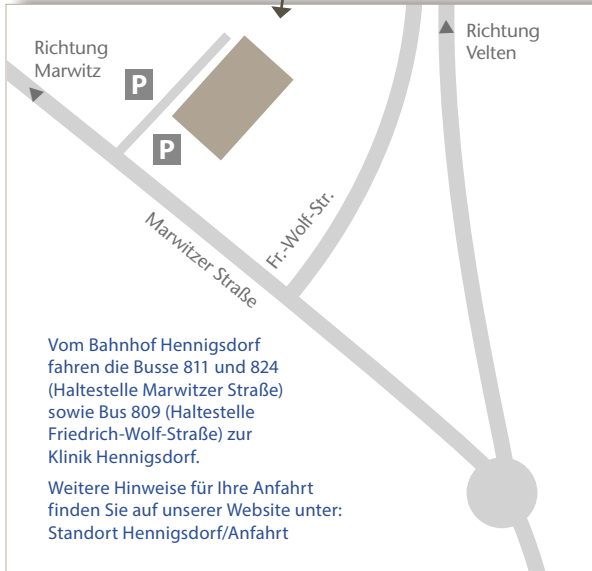 Richtung
Marwitz
Richtung
Velten
P
P
Fr.-Wolf-Str.
Marwitzer Straße
Vom Bahnhof Hennigsdorf
fahren die Busse 811 und 824
(Haltestelle Marwitzer Straße)
sowie Bus 809 (Haltestelle
Friedrich-Wolf-Straße) zur
Klinik Hennigsdorf.
Weitere Hinweise für Ihre Anfahrt
finden Sie auf unserer Website unter:
Standort Hennigsdorf/Anfahrt